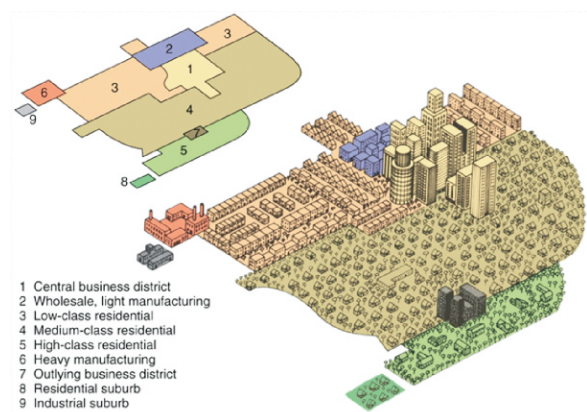 3
2
1
3
6
9
4
5
8
1 Central business district
2 Wholesale, light manufacturing
3 Low-class residential
4 Medium-class residential
5 High-class residential
6 Heavy manufacturing
7 Outlying business district
8 Residential suburb
9 Industrial suburb